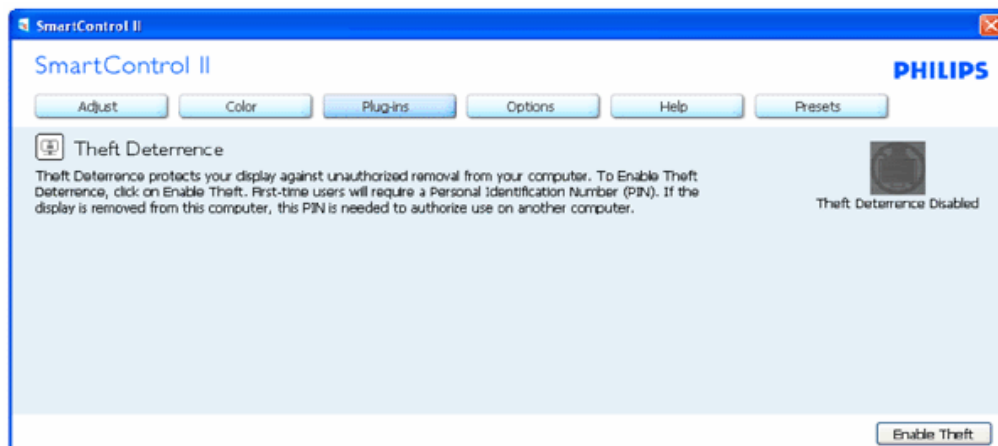 SmartControl II
SmartControl II
PHILIPS
Adjust
Color
Plug-ins
Options
Help
Presets
Theft Deterrence
Theft Deterrence protects your display against unauthorized removal from your computer. To Enable Theft
Deterrence, click on Enable Theft. First-time users will require a Personal Identification Number (PIN). If the
display is removed from this computer, this PIN is needed to authorize use on another computer.
Theft Deterrence Disabled
Enable Theft